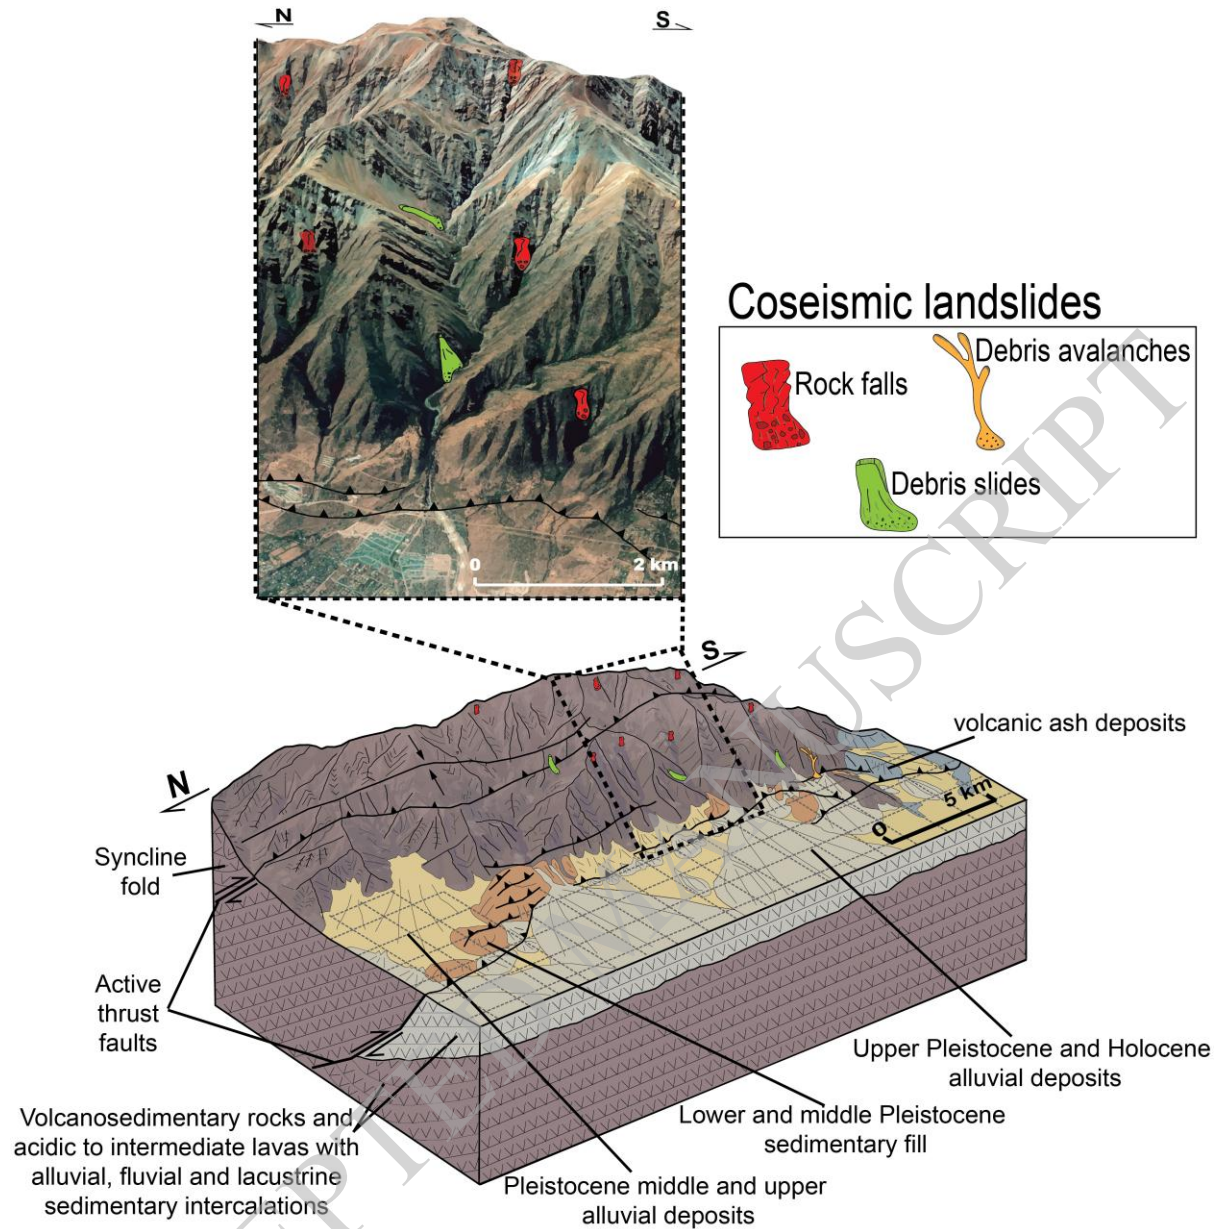 N
S
Coseismic landslides
Debris avalanches
Rock falls
Debris slides
0
2 km
S
volcanic ash deposits
N
5 km
0
Syncline
fold
Active
thrust
faults
Upper Pleistocene and Holocene
alluvial deposits
Lower and middle Pleistocene
sedimentary fill
Volcanosedimentary rocks and
acidic to intermediate lavas with
alluvial, fluvial and lacustrine
sedimentary intercalations
Pleistocene middle and upper
alluvial deposits
PTE MANUSCRIPT